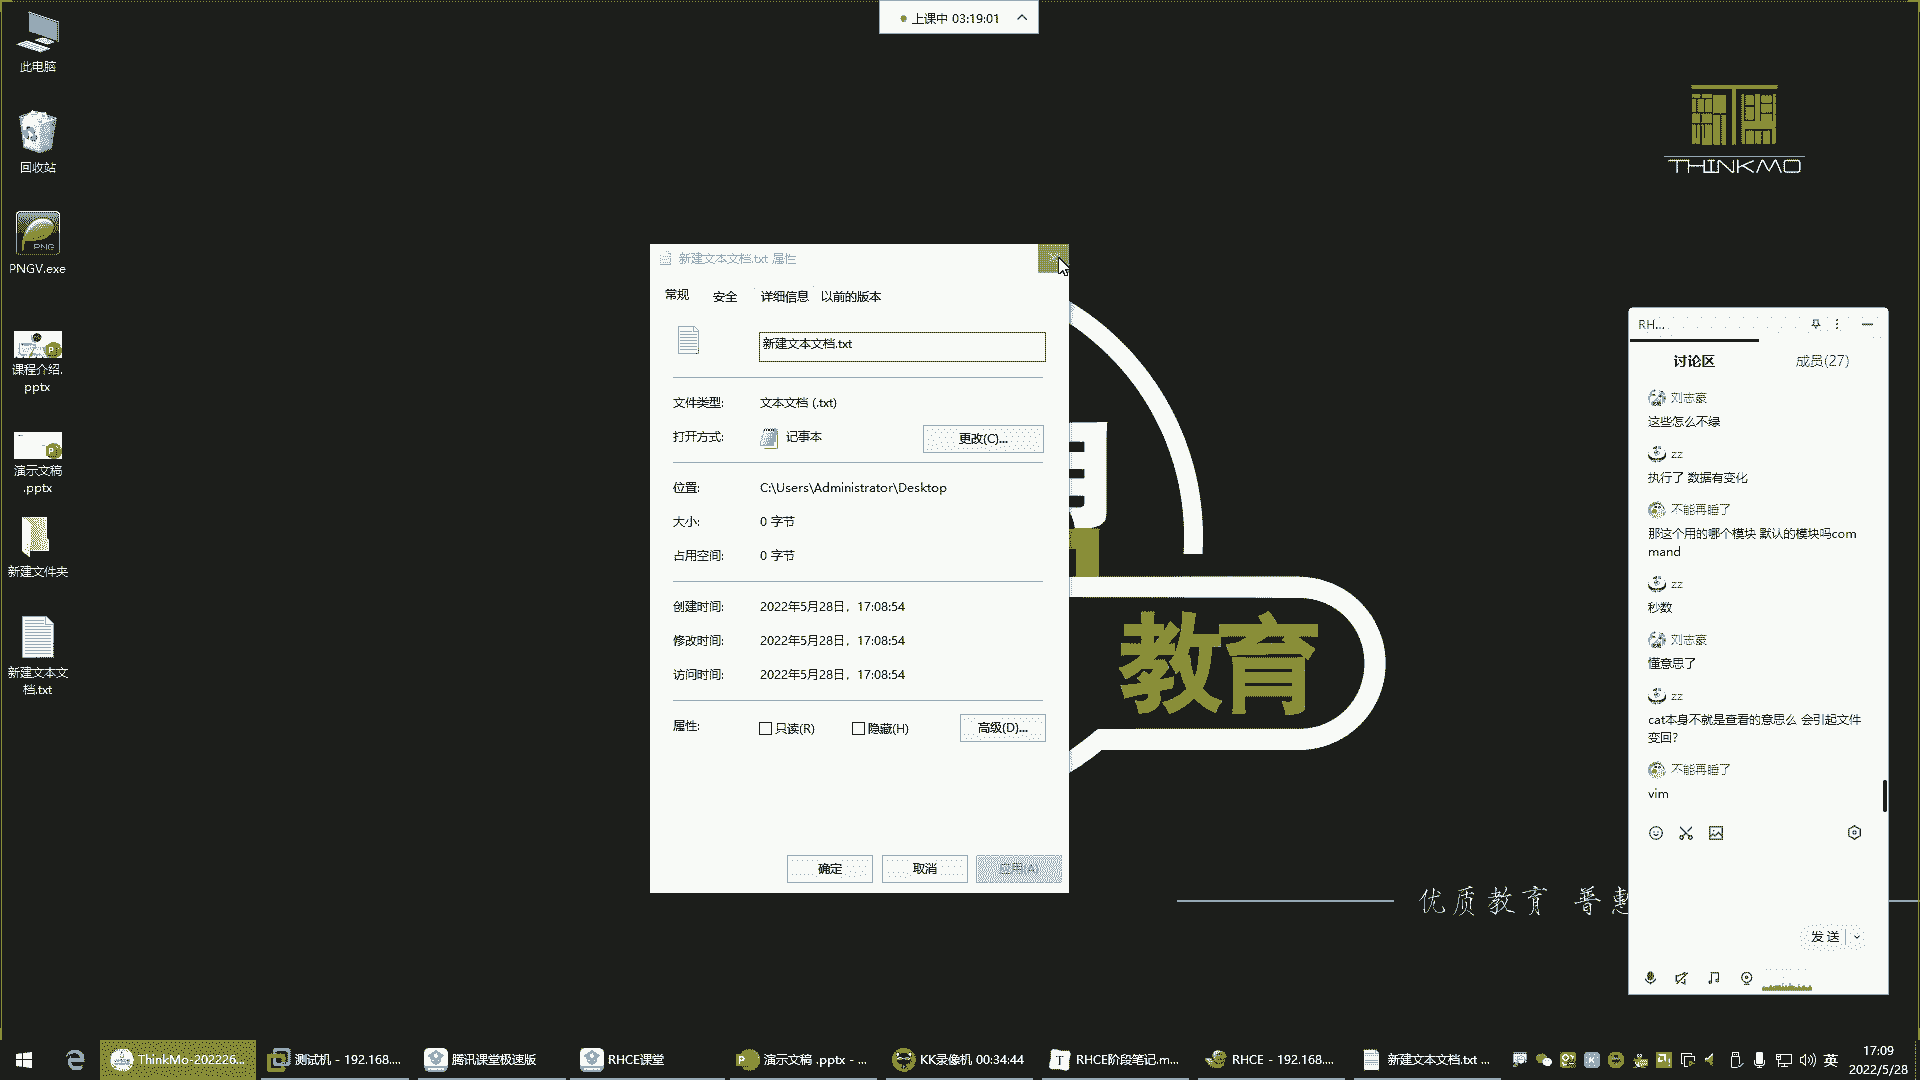 上课中 03:19:01
此电脑
回收站
PNG
PNGV.exe
课程介绍.
pptx
演示文稿
.pptx
新建文件夹
新建文本文
档.txt
THINKMO
新建文本文档.txt 属性
常规 安全 详细信息 以前的版本
新建文本文档.txt
文件类型: 文本文档 (.txt)
打开方式: 记事本 更改(C)...
位置: C:\Users\Administrator\Desktop
大小: 0 字节
占用空间: 0 字节
创建时间: 2022年5月28日，17:08:54
修改时间: 2022年5月28日，17:08:54
访问时间: 2022年5月28日，17:08:54
属性: 只读(R) 隐藏(H) 高级(D)...
确定 取消 应用(A)
教育
优质教育 普惠
RH...
讨论区 成员(27)
刘志豪
这些怎么不绿
zz
执行了 数据有变化
不能再睡了
那这个用的哪个模块 默认的模块吗com
mand
zz
秒数
刘志豪
懂意思了
zz
cat本身不就是查看的意思么 会引起文件
变回?
不能再睡了
vim
发送
ThinkMo-202226...
测试机 - 192.168....
腾讯课堂极速版
RHCE课堂
演示文稿 .pptx - ...
KK录像机 00:34:44
RHCE阶段笔记.m...
RHCE - 192.168....
新建文本文档.txt ...
英
17:09
2022/5/28